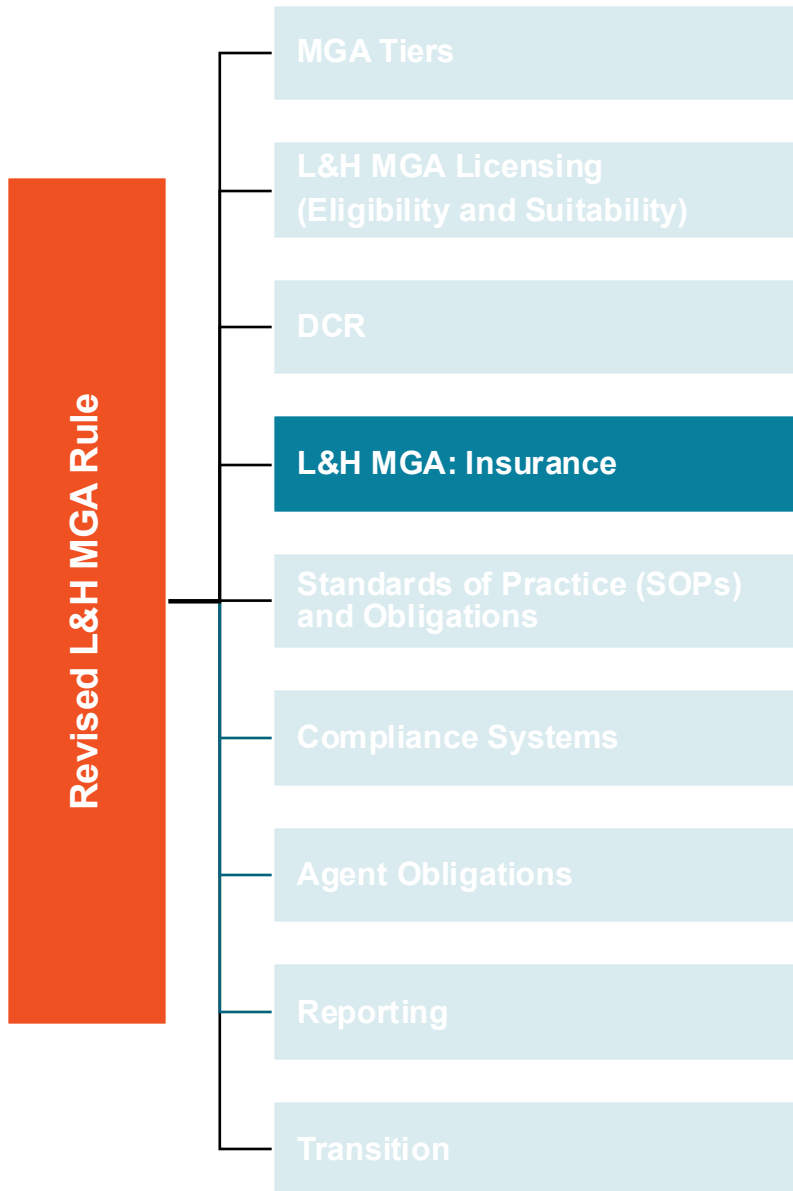 Revised L&H MGA Rule
MGA Tiers
L&H MGA Licensing
(Eligibility and Suitability)
DCR
L&H MGA: Insurance
Standards of Practice (SOPs)
and Obligations
Compliance Systems
Agent Obligations
Reporting
Transition